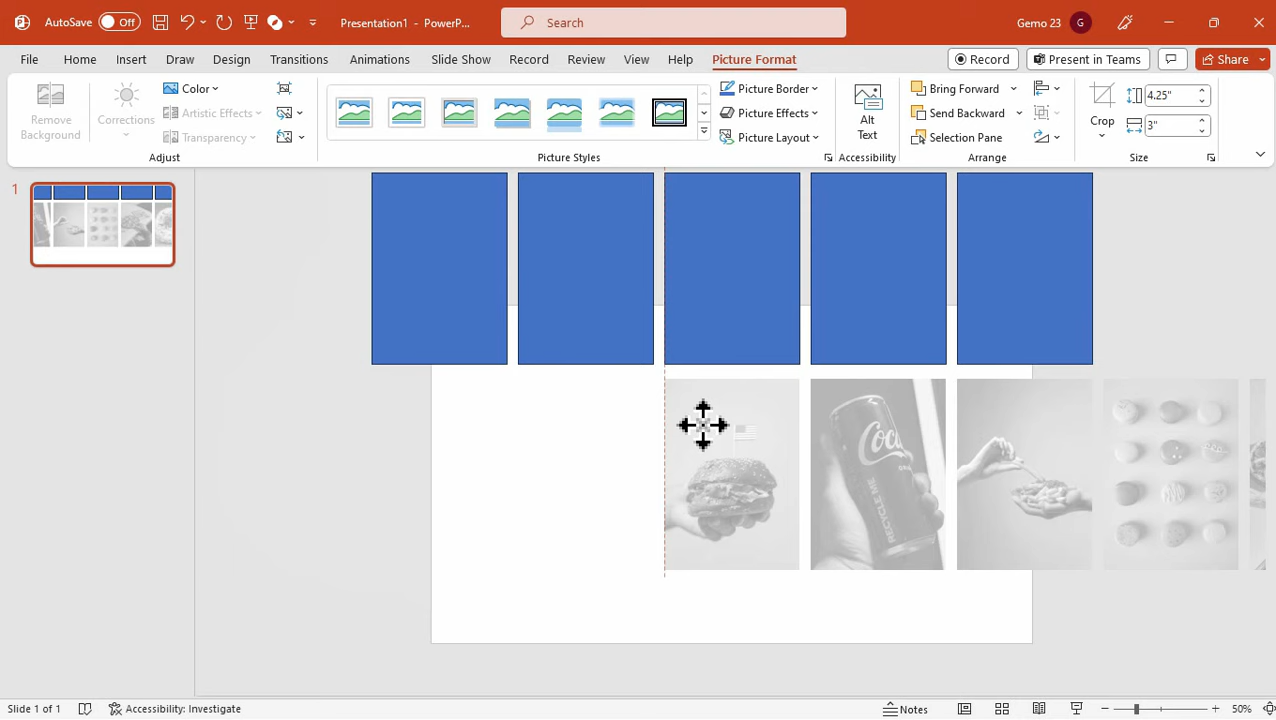 AutoSave Off Presentation1 - PowerP... Search Gemo 23 G
File Home Insert Draw Design Transitions Animations Slide Show Record Review View Help Picture Format Record Present in Teams Share
Remove Background
Corrections
Color
Artistic Effects
Transparency
Adjust
Picture Styles
Picture Border
Picture Effects
Picture Layout
Alt Text
Accessibility
Bring Forward
Send Backward
Selection Pane
Arrange
Crop
4.25"
3"
Size
1
Coca
RECYCLE ME
Slide 1 of 1 Accessibility: Investigate Notes 50%